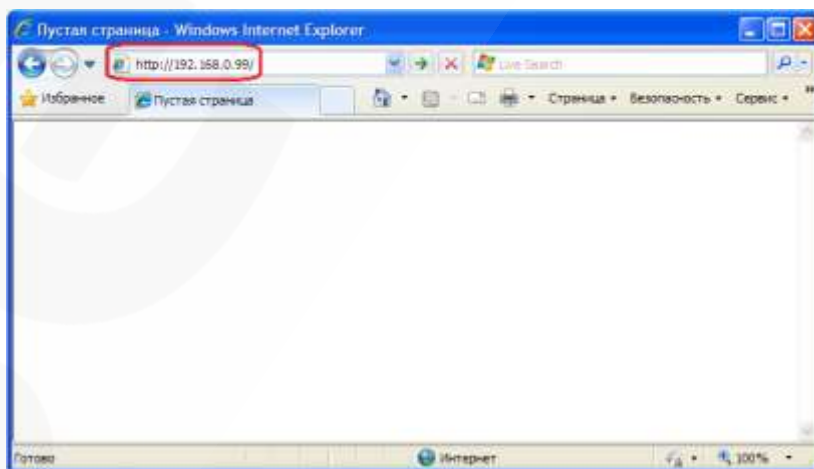 Пустая страница - Windows Internet Explorer
http://192.168.0.99/
Live Search
Избранное
Пустая страница
Страница
Безопасность
Сервис
Готово
Интернет
100%